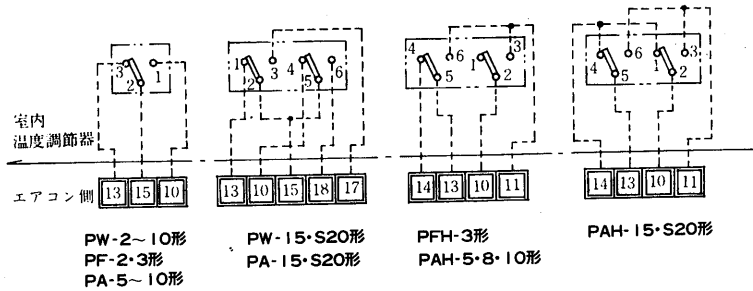 3 1 2
1 3 4 6 2 5
4 6 1 3 5 2
4 6 1 3 5 2
室内
温度調節器
エアコン側
13 15 10
13 10 15 18 17
14 13 10 11
14 13 10 11
PW-2～10形
PF-2・3形
PA-5～10形
PW-15・S20形
PA-15・S20形
PFH-3形
PAH-5・8・10形
PAH-15・S20形